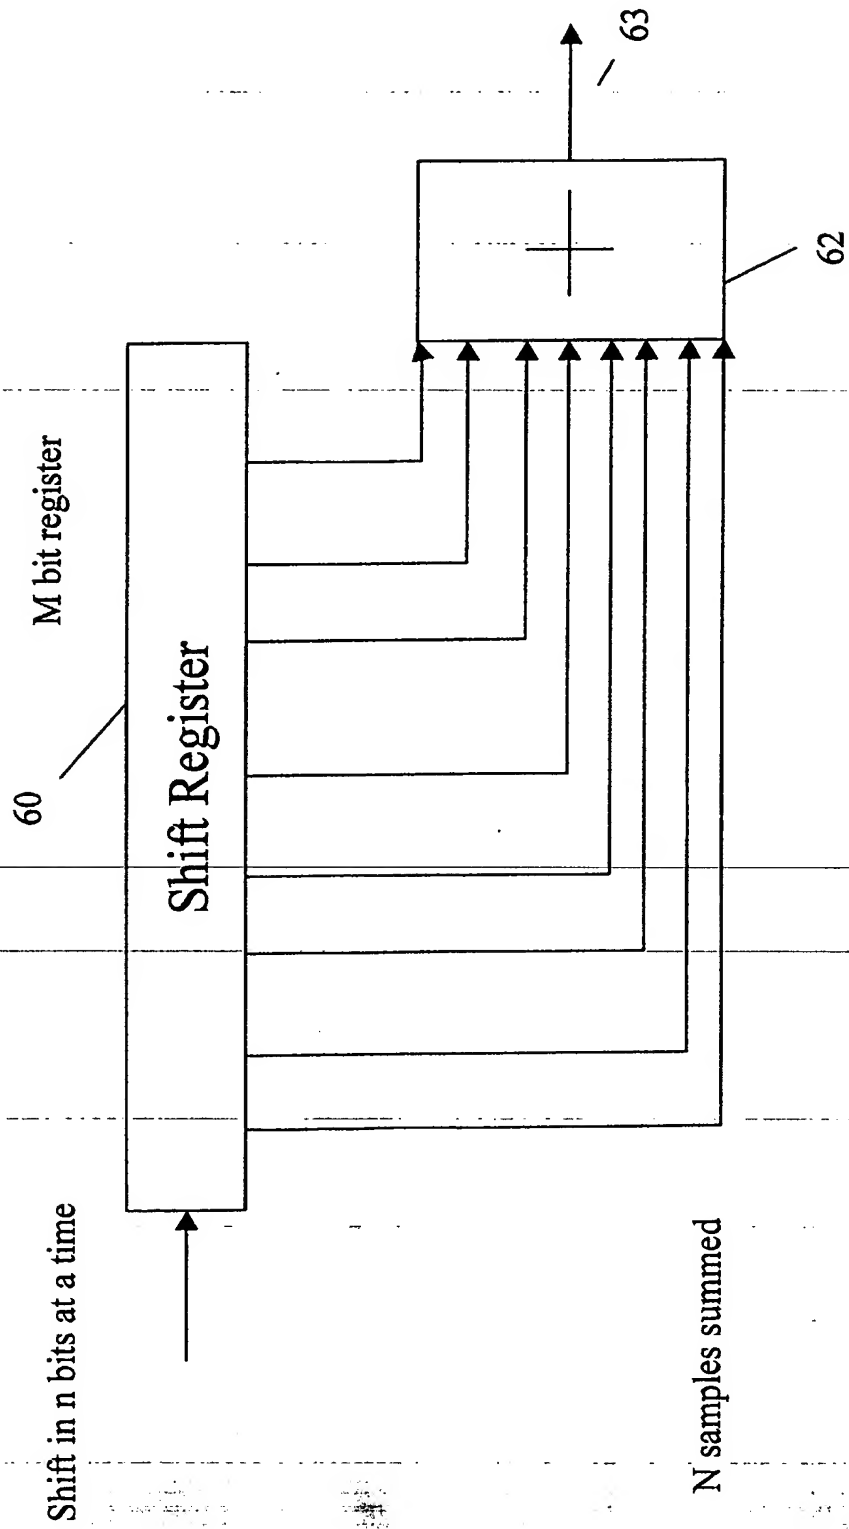 Shift in n bits at a time
60
M bit register
Shift Register
N samples summed
62
63